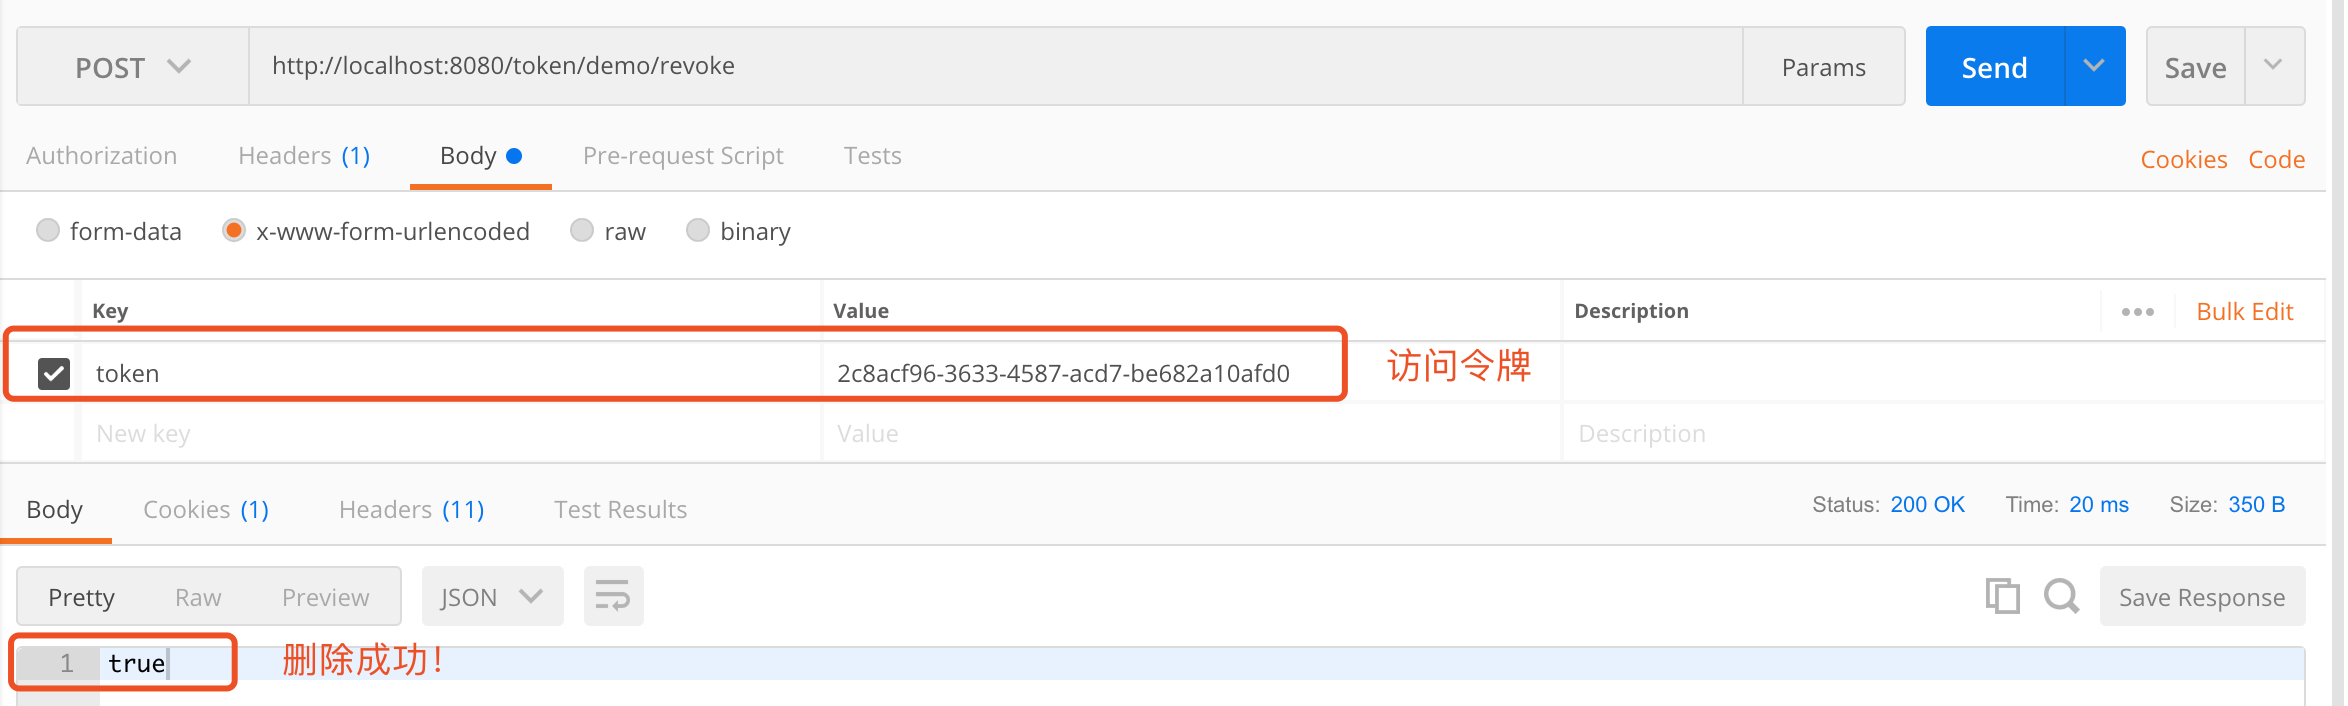 POST http://localhost:8080/token/demo/revoke Params Send Save
Authorization Headers (1) Body Pre-request Script Tests Cookies Code
form-data x-www-form-urlencoded raw binary
Key Value Description Bulk Edit
token 2c8acf96-3633-4587-acd7-be682a10afd0 访问令牌
New key Value Description
Body Cookies (1) Headers (11) Test Results Status: 200 OK Time: 20 ms Size: 350 B
Pretty Raw Preview JSON Save Response
1 true 删除成功!